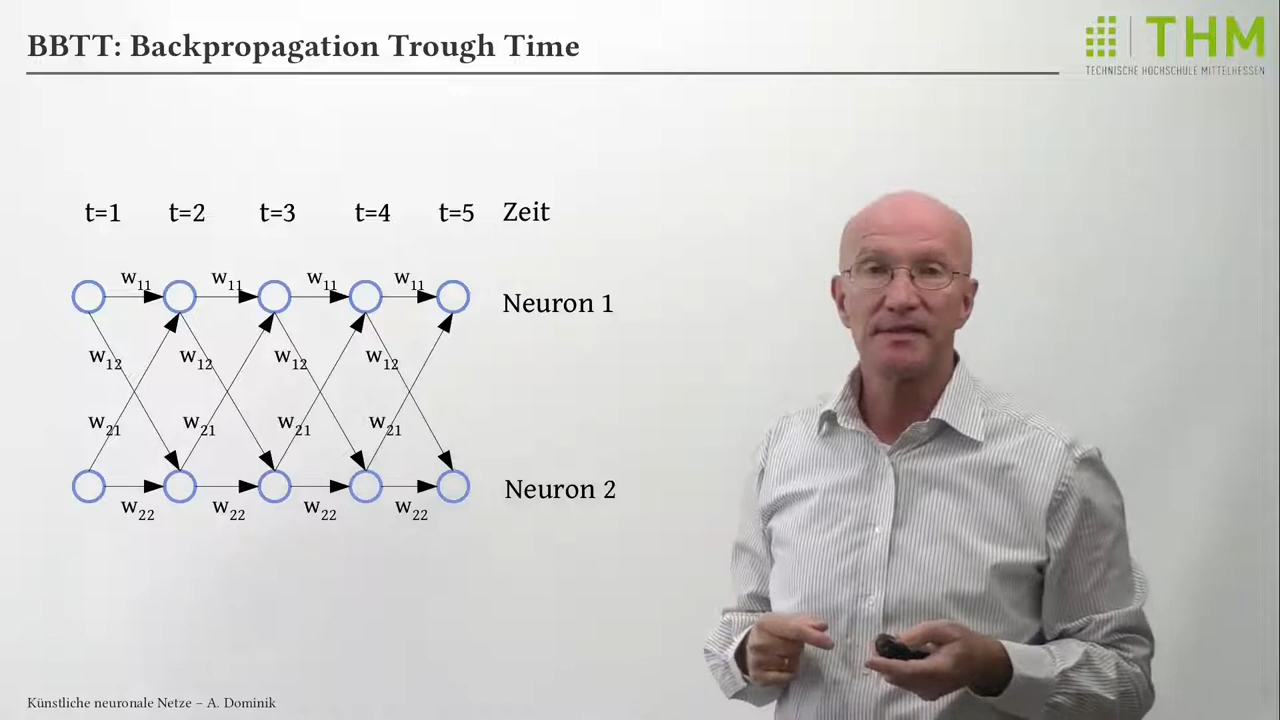 BBTT: Backpropagation Trough Time
THM
TECHNISCHE HOCHSCHULE MITTELHESSEN
t=1 t=2 t=3 t=4 t=5 Zeit
w11 w11 w11 w11
Neuron 1
w12 w12 w12 w12
w21 w21 w21 w21
Neuron 2
w22 w22 w22 w22
Künstliche neuronale Netze – A. Dominik